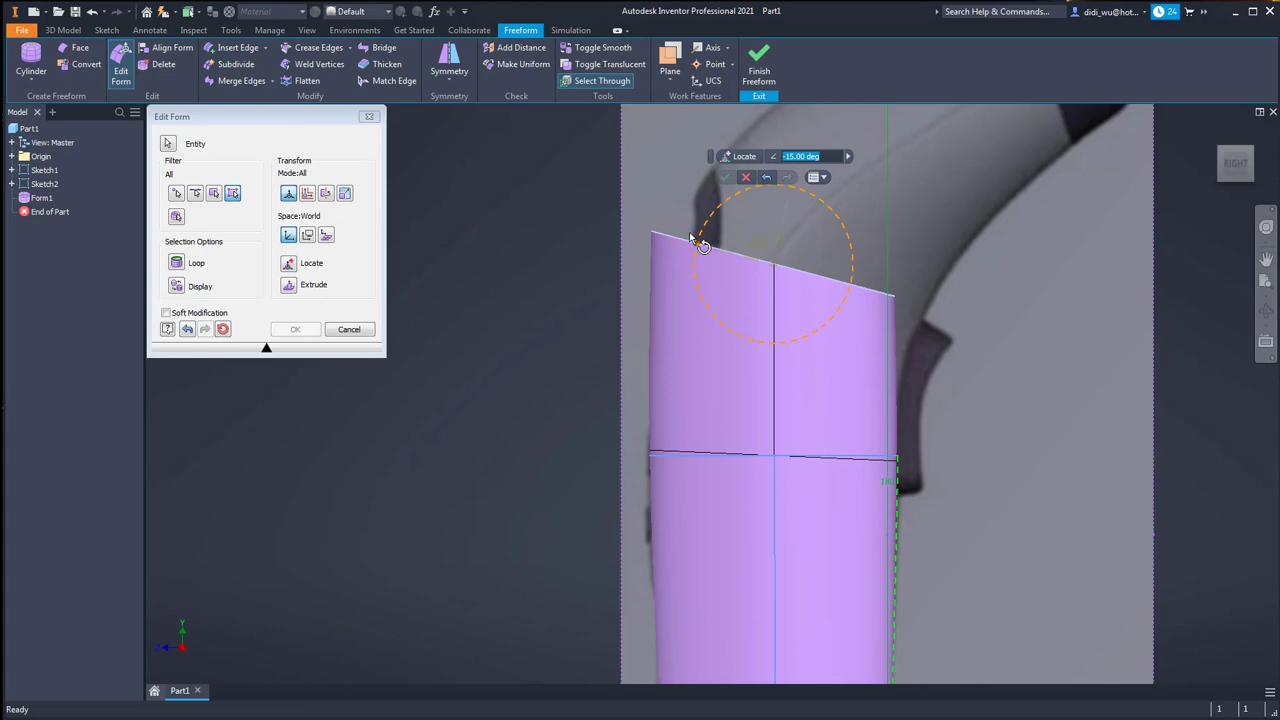 Material
Default
Autodesk Inventor Professional 2021 Part1
Search Help & Commands...
didi_wu@hot...
24
File
3D Model
Sketch
Annotate
Inspect
Tools
Manage
View
Environments
Get Started
Collaborate
Freeform
Simulation
Cylinder
Face
Convert
Create Freeform
Edit Form
Align Form
Delete
Edit
Insert Edge
Subdivide
Merge Edges
Crease Edges
Weld Vertices
Flatten
Bridge
Thicken
Match Edge
Modify
Symmetry
Symmetry
Add Distance
Make Uniform
Check
Toggle Smooth
Toggle Translucent
Select Through
Tools
Plane
Axis
Point
UCS
Work Features
Finish Freeform
Exit
Model
Part1
View: Master
Origin
Sketch1
Sketch2
Form1
End of Part
Edit Form
Entity
Filter
All
Selection Options
Loop
Display
Soft Modification
Transform
Mode:All
Space:World
Locate
Extrude
OK
Cancel
Locate
-15.00 deg
RIGHT
Y
Z
Part1
Ready
1
1